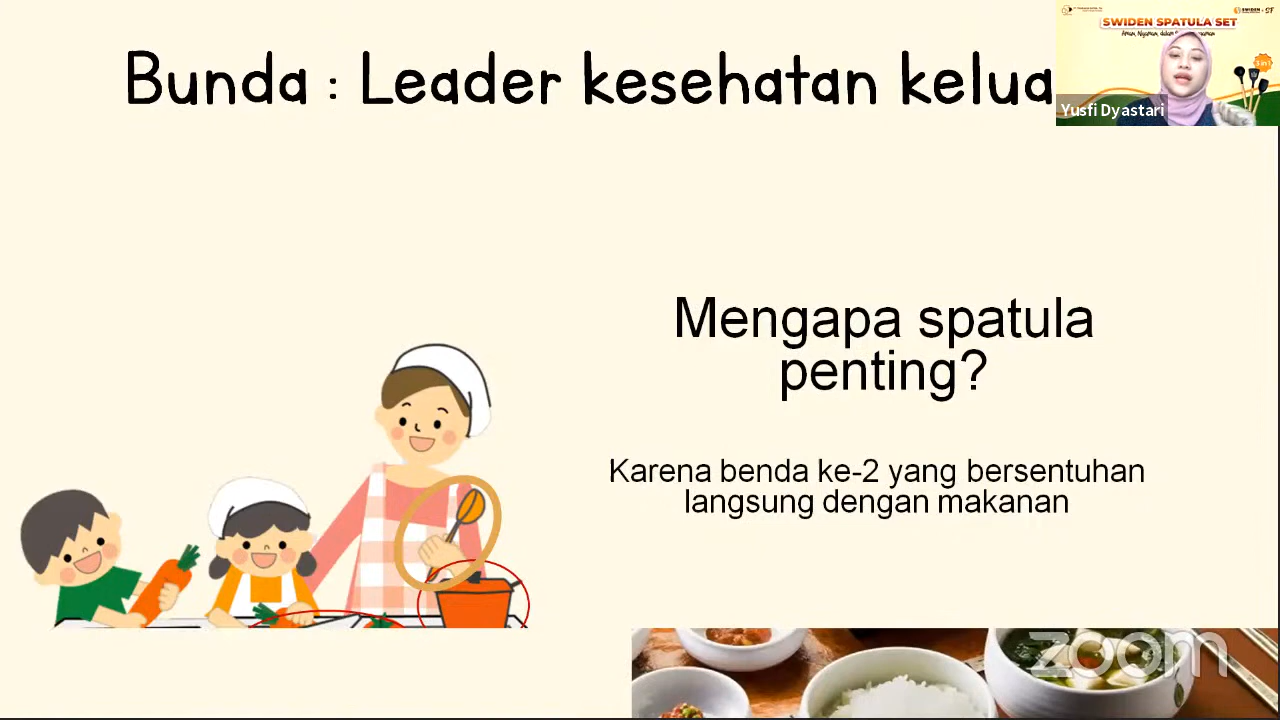 Bunda : Leader kesehatan kelua
SWIDEN SPATULA SET
Yusfi Dyastari
Mengapa spatula
penting?
Karena benda ke-2 yang bersentuhan
langsung dengan makanan
zoom